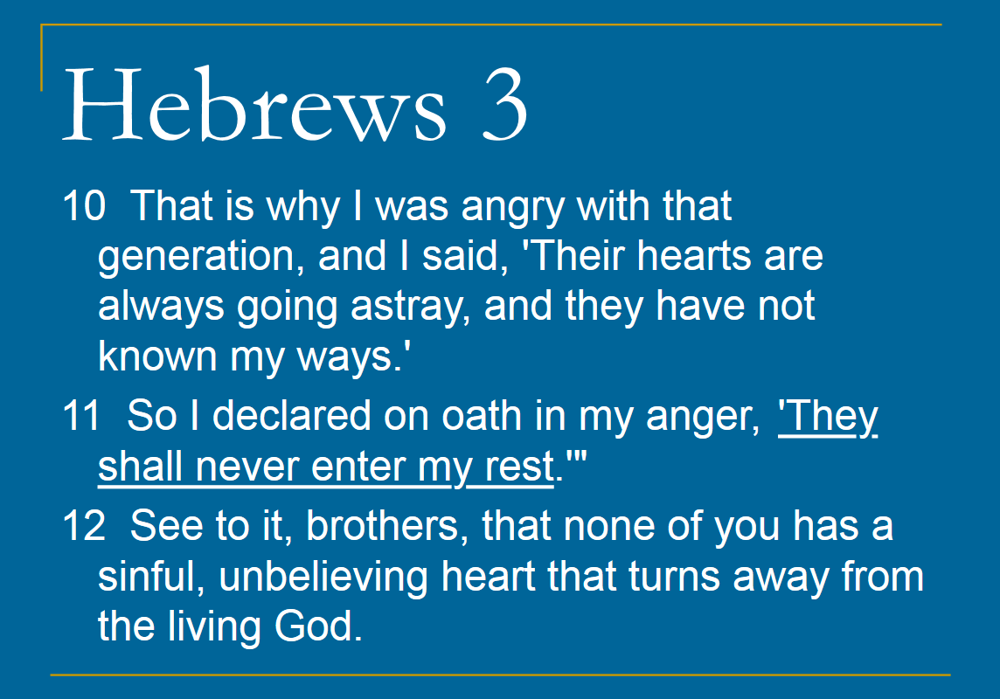 Hebrews 3
10  That is why I was angry with that
generation, and I said, 'Their hearts are
always going astray, and they have not
known my ways.'
11  So I declared on oath in my anger, 'They
shall never enter my rest.'"
12  See to it, brothers, that none of you has a
sinful, unbelieving heart that turns away from
the living God.